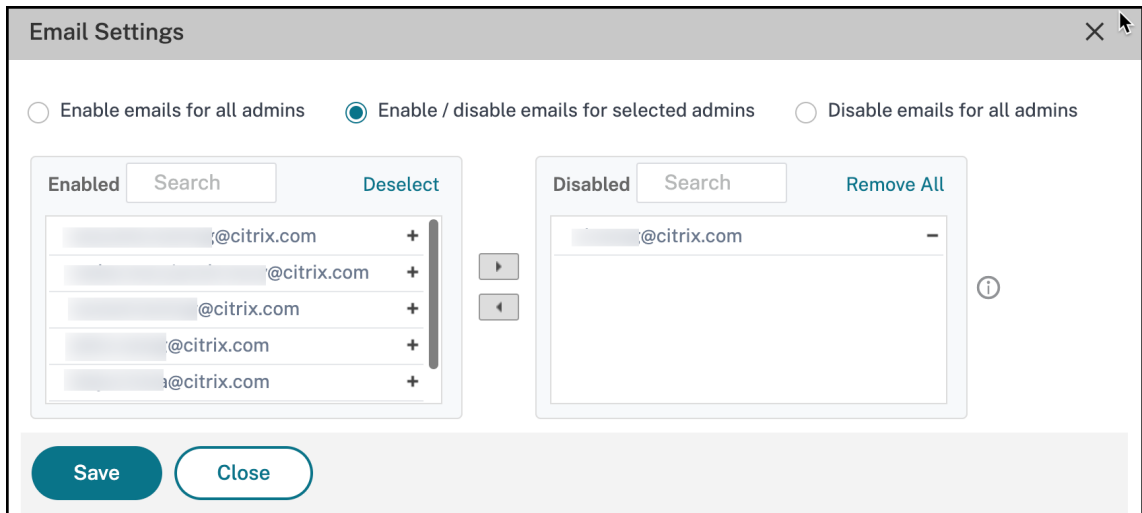 Email Settings
Enable emails for all admins
Enable / disable emails for selected admins
Disable emails for all admins
Enabled
Search
Deselect
@citrix.com
@citrix.com
@citrix.com
@citrix.com
@citrix.com
Disabled
Search
Remove All
@citrix.com
Save
Close